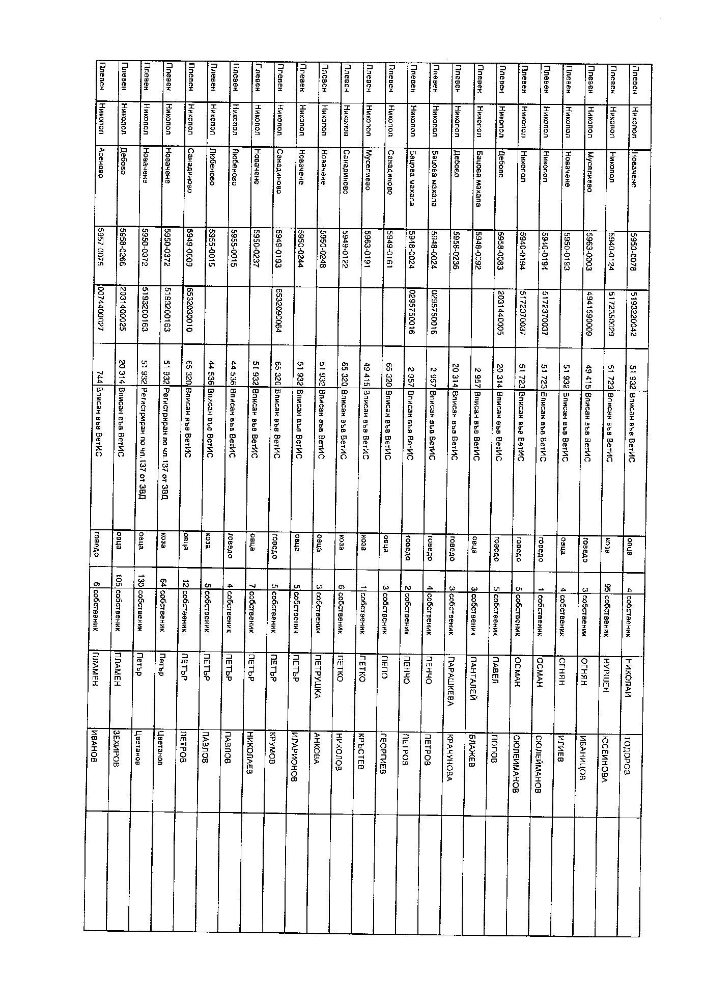 Плевен Никопол Новачене 5950-0078 5193220042 51 932 Вписан във ВетИС овца 4 собственик НИКОЛАЙ ТОДОРОВ
Плевен Никопол Никопол 5940-0124 5172350029 51 723 Вписан във ВетИС коза 95 собственик НУРШЕН ЮСЕИНОВА
Плевен Никопол Муселиево 5963-0003 4941590009 49 415 Вписан във ВетИС говедо 3 собственик ОГНЯН ИВАНИЦОВ
Плевен Никопол Новачене 5950-0193 51 932 Вписан във ВетИС овца 4 собственик ОГНЯН ИЛИЕВ
Плевен Никопол Никопол 5940-0194 5172370037 51 723 Вписан във ВетИС говедо 1 собственик ОСМАН СЮЛЕЙМАНОВ
Плевен Никопол Никопол 5940-0194 5172370037 51 723 Вписан във ВетИС говедо 5 собственик ОСМАН СЮЛЕЙМАНОВ
Плевен Никопол Дебово 5958-0083 2031440005 20 314 Вписан във ВетИС говедо 5 собственик ПАВЕЛ ПОПОВ
Плевен Никопол Бацова махала 5948-0092 2 957 Вписан във ВетИС овца 3 собственик ПАНТАЛЕЙ БЛАЖЕВ
Плевен Никопол Дебово 5958-0236 20 314 Вписан във ВетИС говедо 3 собственик ПАРАШКЕВА КРАЧУНОВА
Плевен Никопол Бацова махала 5948-0024 0295750016 2 957 Вписан във ВетИС говедо 4 собственик ПЕНЧО ПЕТРОВ
Плевен Никопол Бацова махала 5948-0024 0295750016 2 957 Вписан във ВетИС говедо 2 собственик ПЕНЧО ПЕТРОВ
Плевен Никопол Санадиново 5949-0161 65 320 Вписан във ВетИС овца 3 собственик ПЕПО ГЕОРГИЕВ
Плевен Никопол Муселиево 5963-0191 49 415 Вписан във ВетИС коза 1 собственик ПЕТКО КРЪСТЕВ
Плевен Никопол Санадиново 5949-0122 65 320 Вписан във ВетИС коза 6 собственик ПЕТКО НИКОЛОВ
Плевен Никопол Новачене 5950-0248 51 932 Вписан във ВетИС овца 3 собственик ПЕТРУШКА АНКОВА
Плевен Никопол Новачене 5950-0244 51 932 Вписан във ВетИС овца 5 собственик ПЕТЪР ИЛАРИОНОВ
Плевен Никопол Санадиново 5949-0193 6532090064 65 320 Вписан във ВетИС говедо 5 собственик ПЕТЪР КРУМОВ
Плевен Никопол Новачене 5950-0237 51 932 Вписан във ВетИС овца 7 собственик ПЕТЪР НИКОЛАЕВ
Плевен Никопол Любеново 5955-0015 44 536 Вписан във ВетИС говедо 4 собственик ПЕТЪР ПАВЛОВ
Плевен Никопол Любеново 5955-0015 44 536 Вписан във ВетИС коза 5 собственик ПЕТЪР ПАВЛОВ
Плевен Никопол Санадиново 5949-0009 6532030010 65 320 Вписан във ВетИС овца 12 собственик ПЕТЪР ПЕТРОВ
Плевен Никопол Новачене 5950-0372 5193200163 51 932 Регистриран по чл.137 от ЗВД коза 64 собственик Петър Цветанов
Плевен Никопол Новачене 5950-0372 5193200163 51 932 Регистриран по чл.137 от ЗВД овца 130 собственик Петър Цветанов
Плевен Никопол Дебово 5958-0266 2031400025 20 314 Вписан във ВетИС овца 105 собственик ПЛАМЕН ЗЕХИРОВ
Плевен Никопол Асеново 5957-0075 0074400027 744 Вписан във ВетИС говедо 6 собственик ПЛАМЕН ИВАНОВ